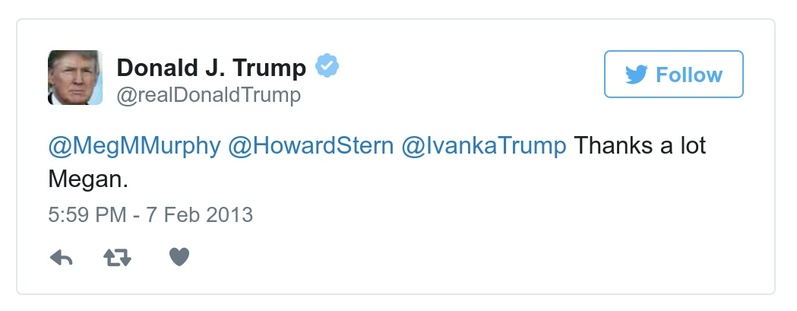 Donald J. Trump
@realDonaldTrump
Follow
@MegMMurphy @HowardStern @IvankaTrump Thanks a lot
Megan.
5:59 PM - 7 Feb 2013